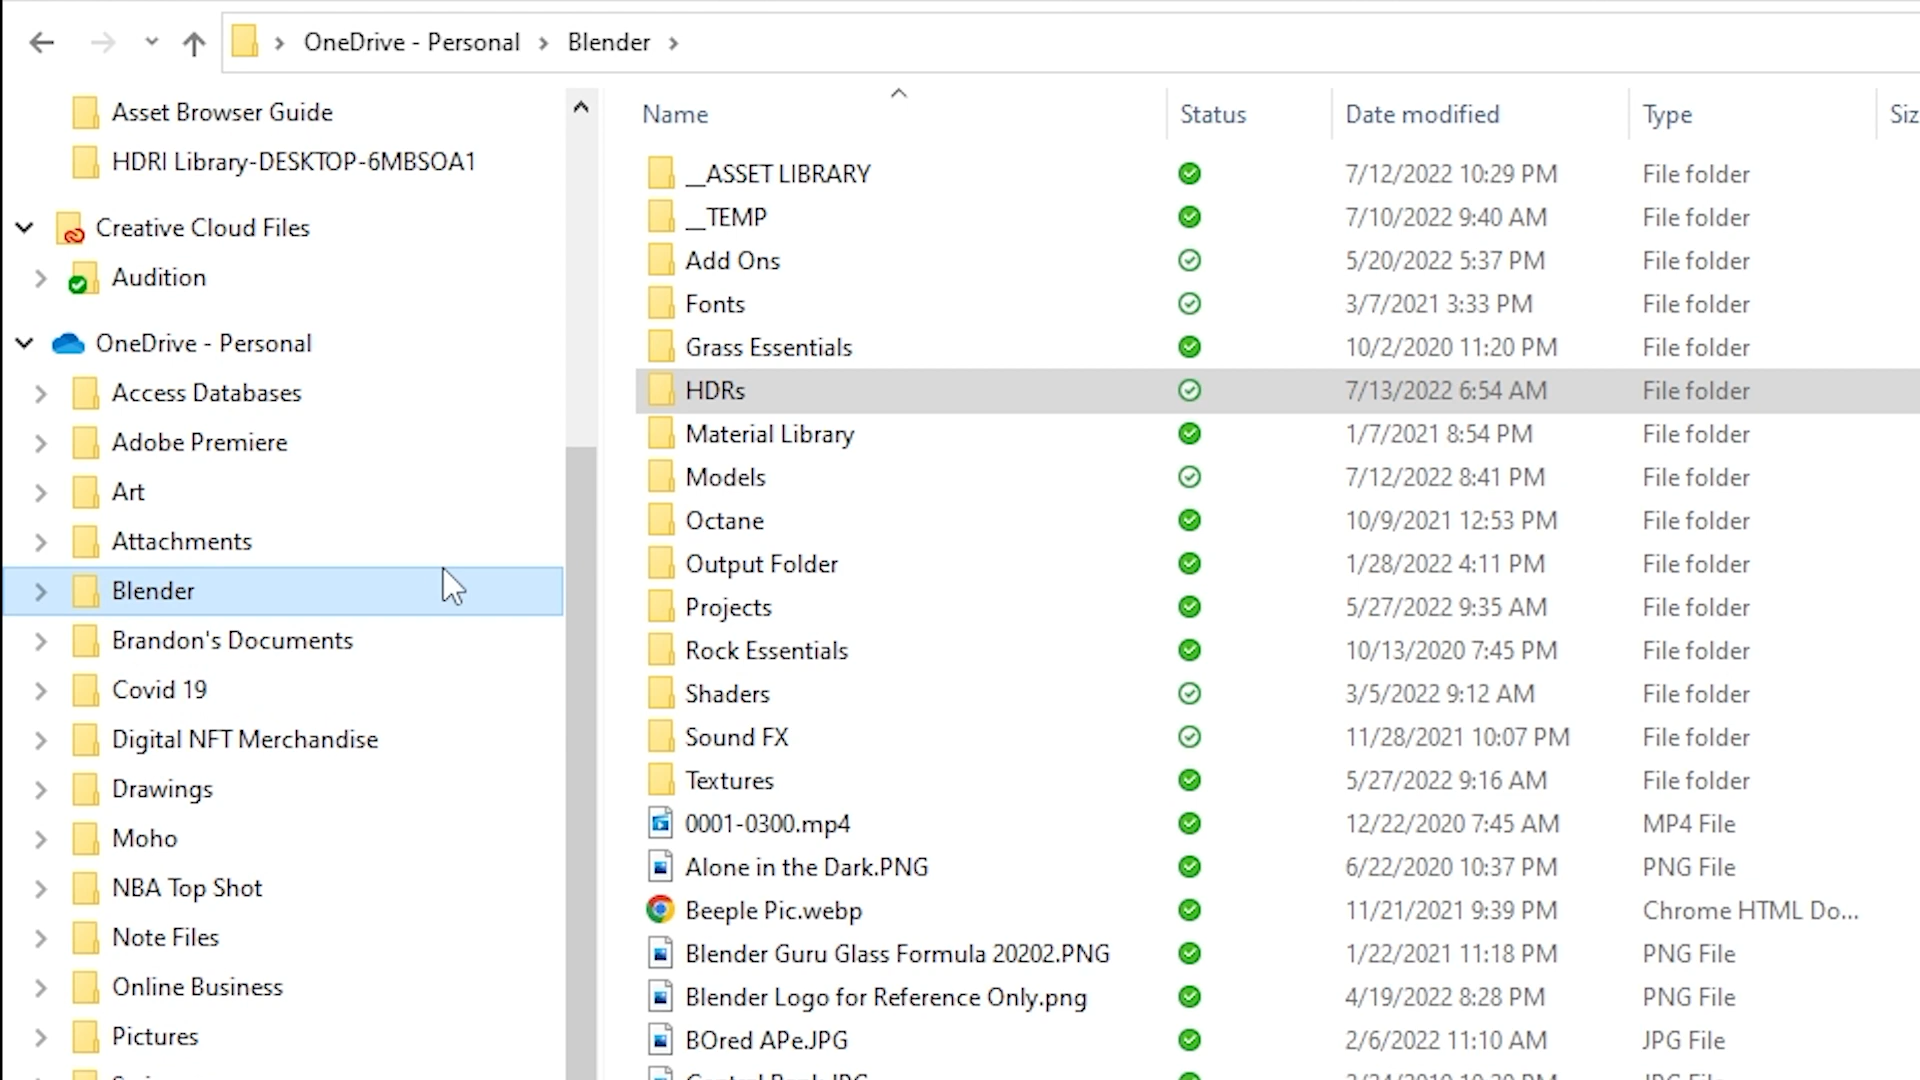 OneDrive - Personal > Blender >
Asset Browser Guide
HDRI Library-DESKTOP-6MBSOA1
Creative Cloud Files
Audition
OneDrive - Personal
Access Databases
Adobe Premiere
Art
Attachments
Blender
Brandon's Documents
Covid 19
Digital NFT Merchandise
Drawings
Moho
NBA Top Shot
Note Files
Online Business
Pictures
Name Status Date modified Type Siz
__ASSET LIBRARY 7/12/2022 10:29 PM File folder
__TEMP 7/10/2022 9:40 AM File folder
Add Ons 5/20/2022 5:37 PM File folder
Fonts 3/7/2021 3:33 PM File folder
Grass Essentials 10/2/2020 11:20 PM File folder
HDRs 7/13/2022 6:54 AM File folder
Material Library 1/7/2021 8:54 PM File folder
Models 7/12/2022 8:41 PM File folder
Octane 10/9/2021 12:53 PM File folder
Output Folder 1/28/2022 4:11 PM File folder
Projects 5/27/2022 9:35 AM File folder
Rock Essentials 10/13/2020 7:45 PM File folder
Shaders 3/5/2022 9:12 AM File folder
Sound FX 11/28/2021 10:07 PM File folder
Textures 5/27/2022 9:16 AM File folder
0001-0300.mp4 12/22/2020 7:45 AM MP4 File
Alone in the Dark.PNG 6/22/2020 10:37 PM PNG File
Beeple Pic.webp 11/21/2021 9:39 PM Chrome HTML Do...
Blender Guru Glass Formula 20202.PNG 1/22/2021 11:18 PM PNG File
Blender Logo for Reference Only.png 4/19/2022 8:28 PM PNG File
BOred APe.JPG 2/6/2022 11:10 AM JPG File